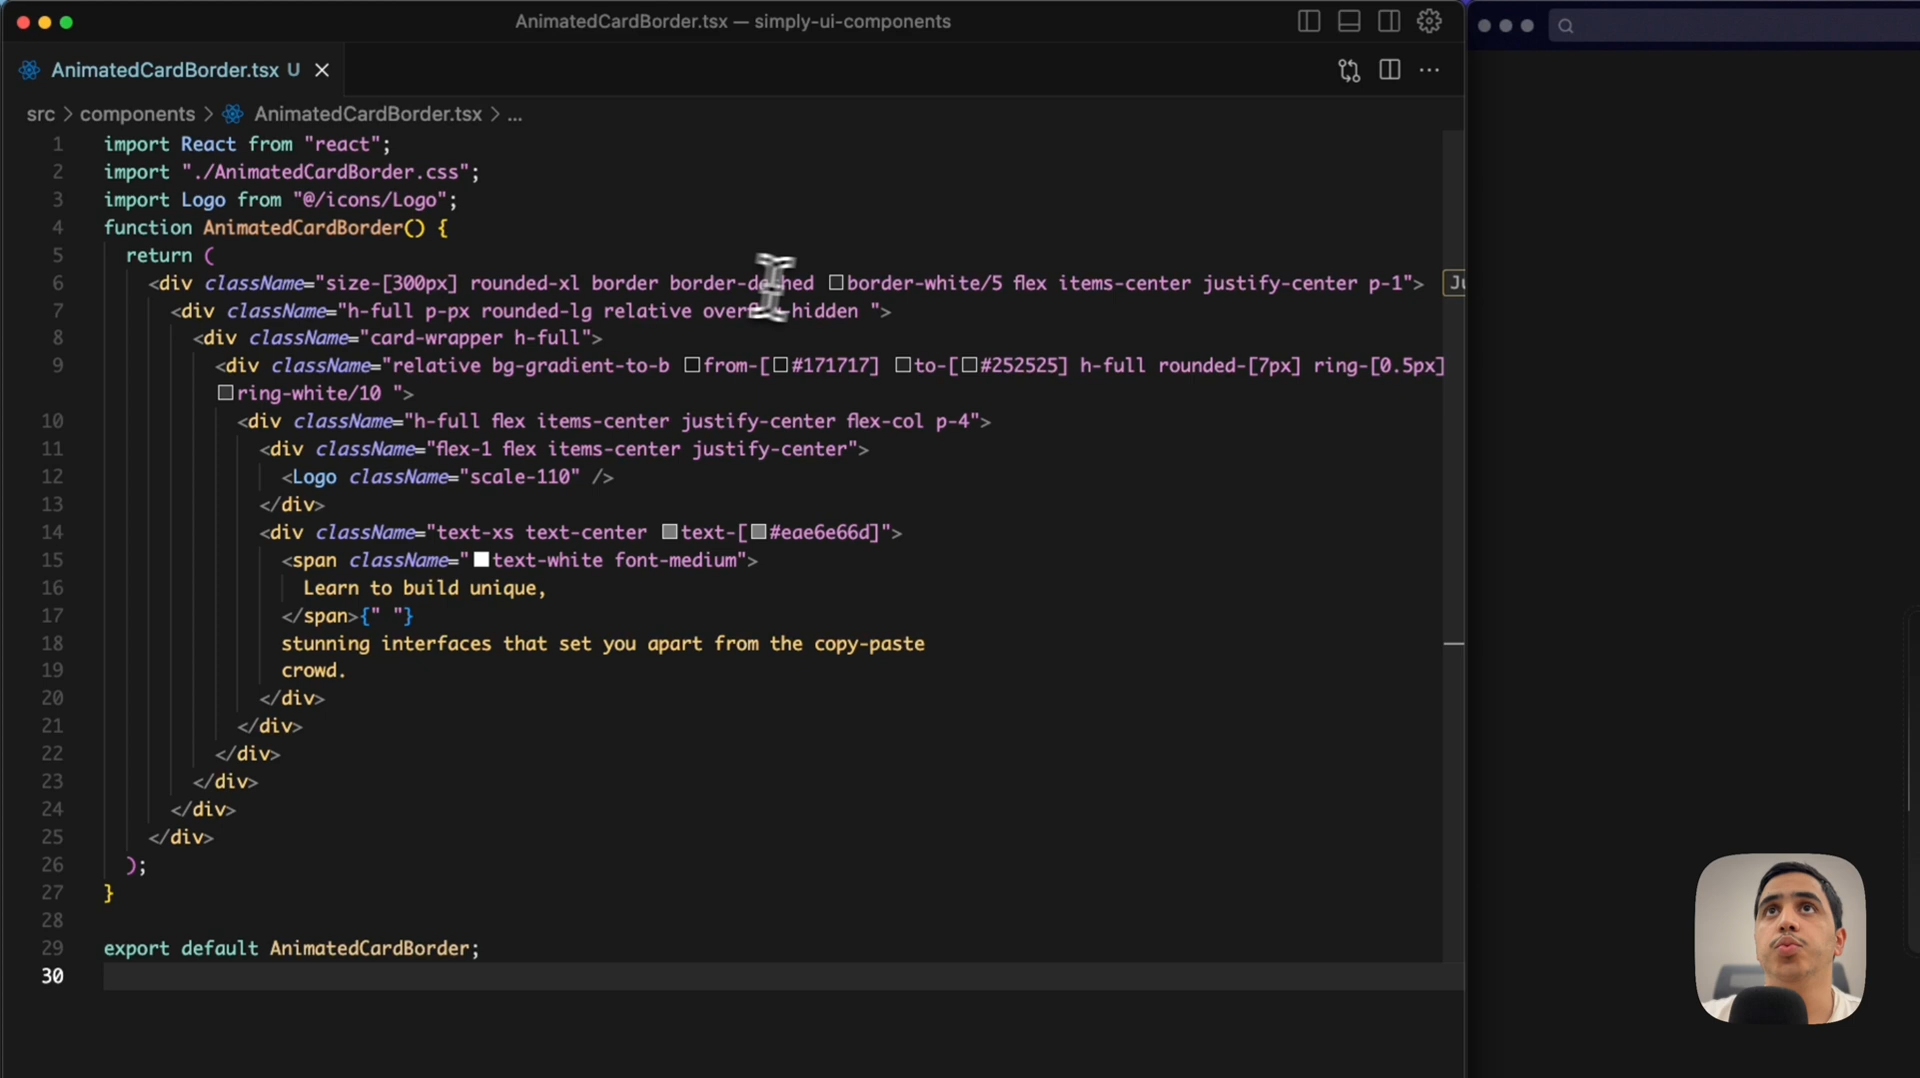 AnimatedCardBorder.tsx — simply-ui-components
AnimatedCardBorder.tsx U
src > components > AnimatedCardBorder.tsx > ...
1 import React from "react";
2 import "./AnimatedCardBorder.css";
3 import Logo from "@/icons/Logo";
4 function AnimatedCardBorder() {
5 return (
6 <div className="size-[300px] rounded-xl border border-dashed border-white/5 flex items-center justify-center p-1"> Ju
7 <div className="h-full p-px rounded-lg relative overflow-hidden ">
8 <div className="card-wrapper h-full">
9 <div className="relative bg-gradient-to-b from-[#171717] to-[#252525] h-full rounded-[7px] ring-[0.5px]
ring-white/10 ">
10 <div className="h-full flex items-center justify-center flex-col p-4">
11 <div className="flex-1 flex items-center justify-center">
12 <Logo className="scale-110" />
13 </div>
14 <div className="text-xs text-center text-[#eae6e66d]">
15 <span className="text-white font-medium">
16 Learn to build unique,
17 </span>{" "}
18 stunning interfaces that set you apart from the copy-paste
19 crowd.
20 </div>
21 </div>
22 </div>
23 </div>
24 </div>
25 </div>
26 );
27 }
28
29 export default AnimatedCardBorder;
30